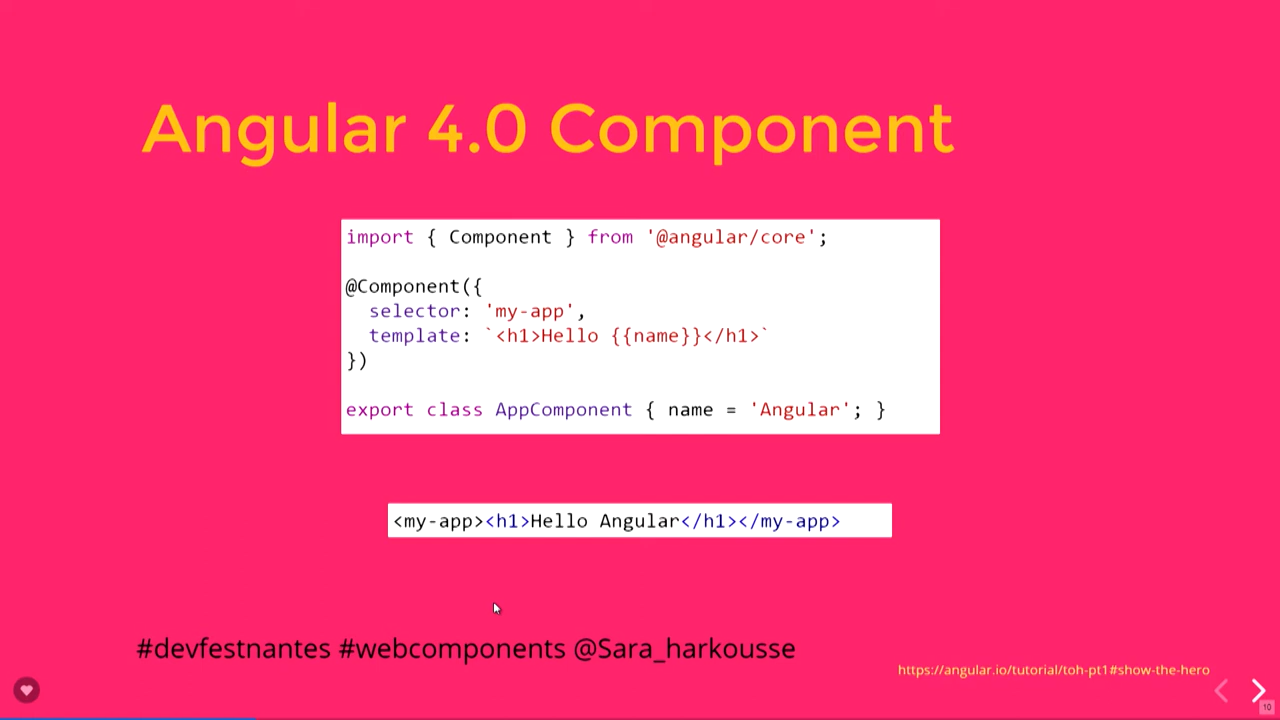 Angular 4.0 Component
import { Component } from '@angular/core';
@Component({
  selector: 'my-app',
  template: `<h1>Hello {{name}}</h1>`
})
export class AppComponent { name = 'Angular'; }
<my-app><h1>Hello Angular</h1></my-app>
#devfestnantes #webcomponents @Sara_harkousse
https://angular.io/tutorial/toh-pt1#show-the-hero
10